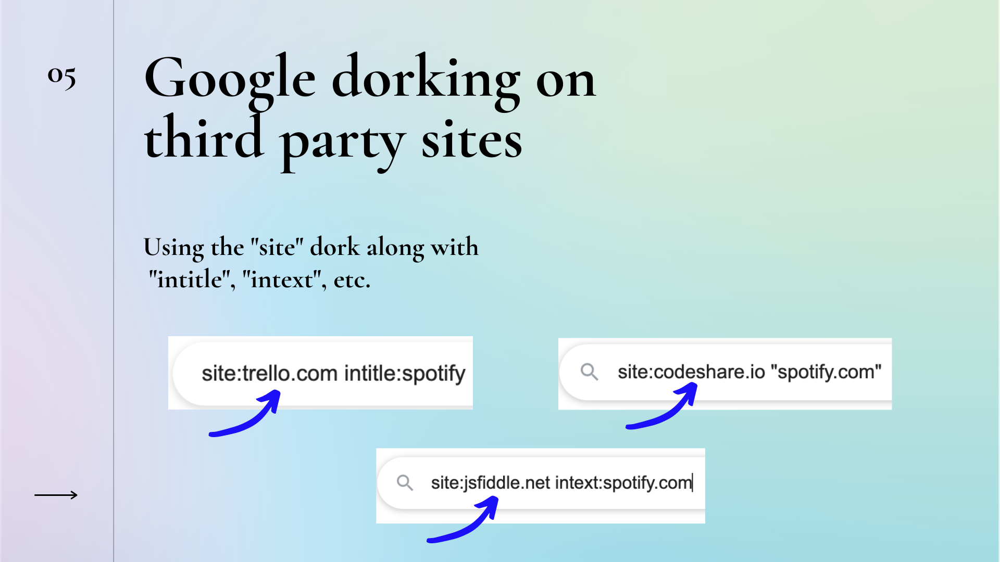 05
Google dorking on
third party sites
Using the "site" dork along with
"intitle", "intext", etc.
site:trello.com intitle:spotify
site:codeshare.io "spotify.com"
site:jsfiddle.net intext:spotify.com